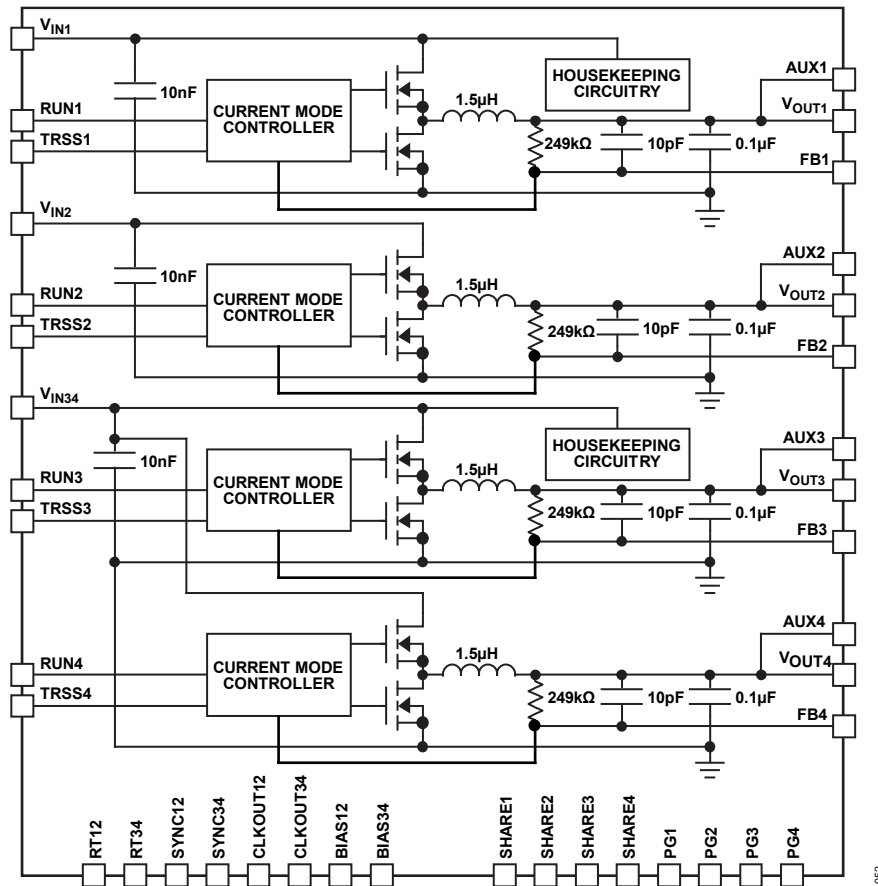 VIN1
10nF
RUN1
TRSS1
CURRENT MODE
CONTROLLER
1.5µH
HOUSEKEEPING
CIRCUITRY
249kΩ
10pF
0.1µF
AUX1
VOUT1
FB1
VIN2
10nF
RUN2
TRSS2
CURRENT MODE
CONTROLLER
1.5µH
249kΩ
10pF
0.1µF
AUX2
VOUT2
FB2
VIN34
10nF
RUN3
TRSS3
CURRENT MODE
CONTROLLER
1.5µH
HOUSEKEEPING
CIRCUITRY
249kΩ
10pF
0.1µF
AUX3
VOUT3
FB3
RUN4
TRSS4
CURRENT MODE
CONTROLLER
1.5µH
249kΩ
10pF
0.1µF
AUX4
VOUT4
FB4
RT12
RT34
SYNC12
SYNC34
CLKOUT12
CLKOUT34
BIAS12
BIAS34
SHARE1
SHARE2
SHARE3
SHARE4
PG1
PG2
PG3
PG4